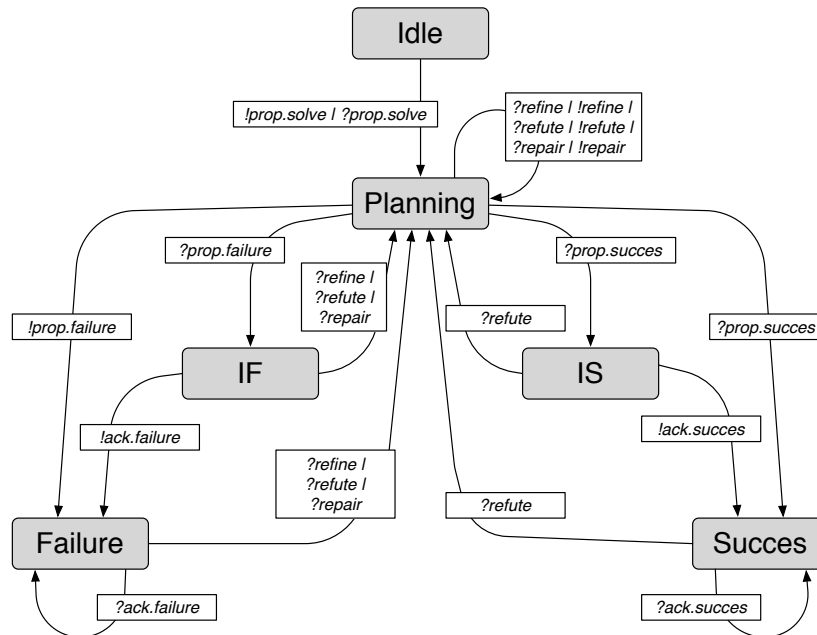 Idle
!prop.solve | ?prop.solve
?refine | !refine |
?refute | !refute |
?repair | !repair
Planning
?prop.failure
?prop.succes
?refine |
?refute |
?repair
!prop.failure
?refute
?prop.succes
IF
IS
!ack.failure
!ack.succes
?refine |
?refute |
?repair
?refute
Failure
Succes
?ack.failure
?ack.succes